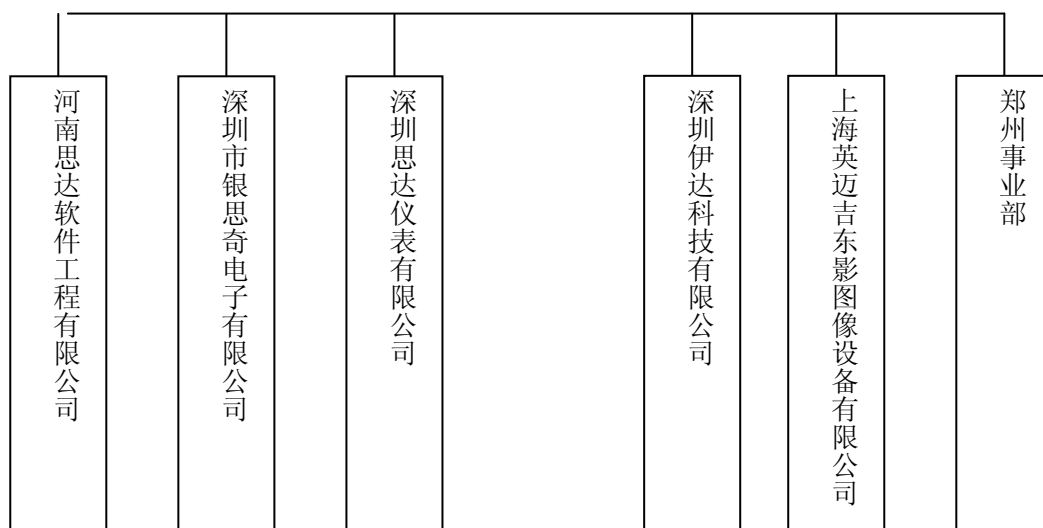 河南思达软件工程有限公司
深圳市银思奇电子有限公司
深圳思达仪表有限公司
深圳伊达科技有限公司
上海英迈吉东影图像设备有限公司
郑州事业部